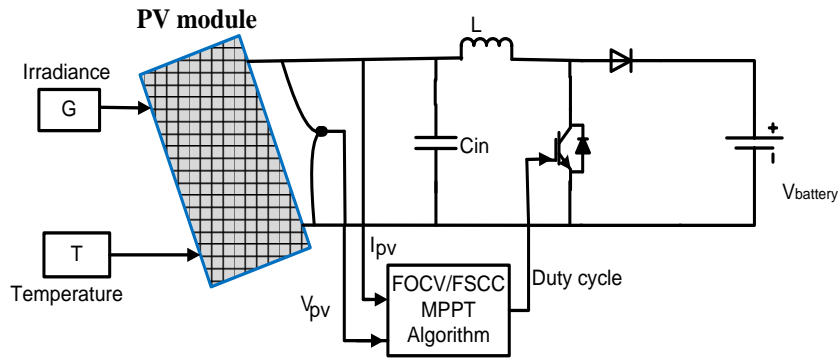 PV module
L
Irradiance
G
Cin
+
-
Vbattery
T
Ipv
Temperature
Vpv
FOCV/FSCC
MPPT
Algorithm
Duty cycle